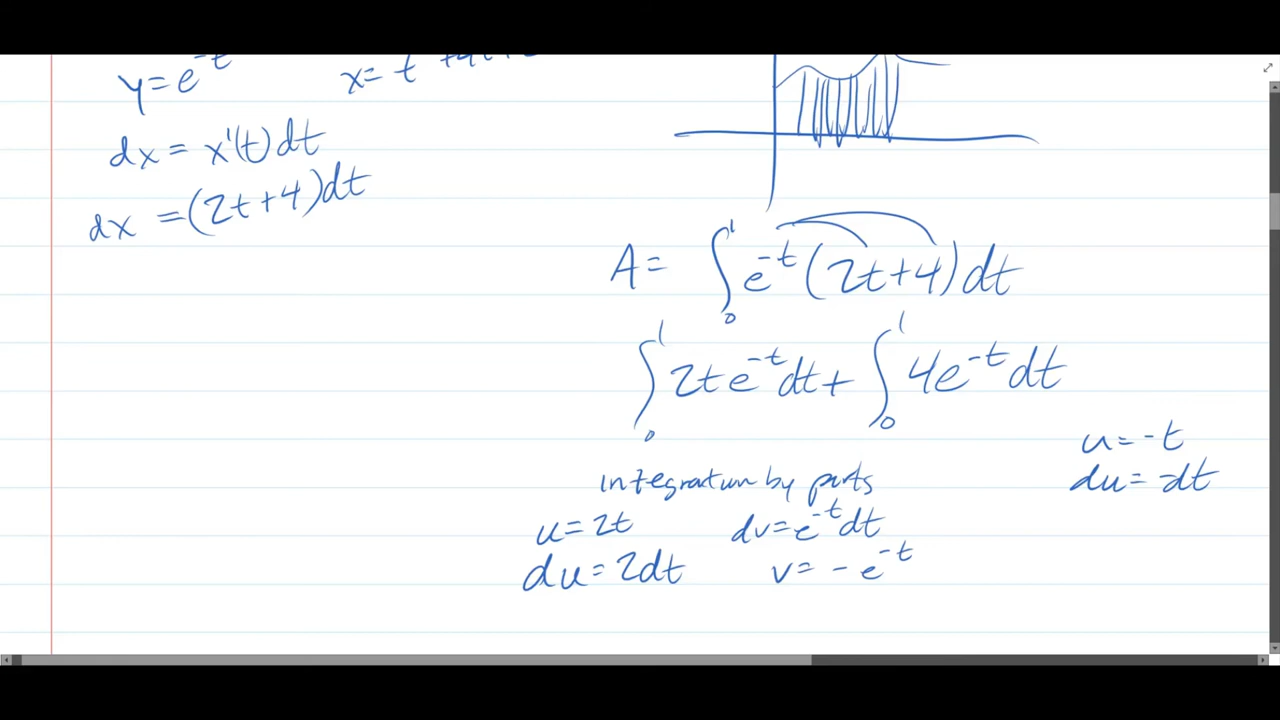 y=e^-t
x= t
dx = x'(t)dt
dx =(2t+4)dt
A= ∫₀¹ e^-t (2t+4)dt
∫₀¹ 2te^-t dt + ∫₀¹ 4e^-t dt
u=-t
du=-dt
integration by parts
u=2t dv=e^-t dt
du=2dt v= -e^-t